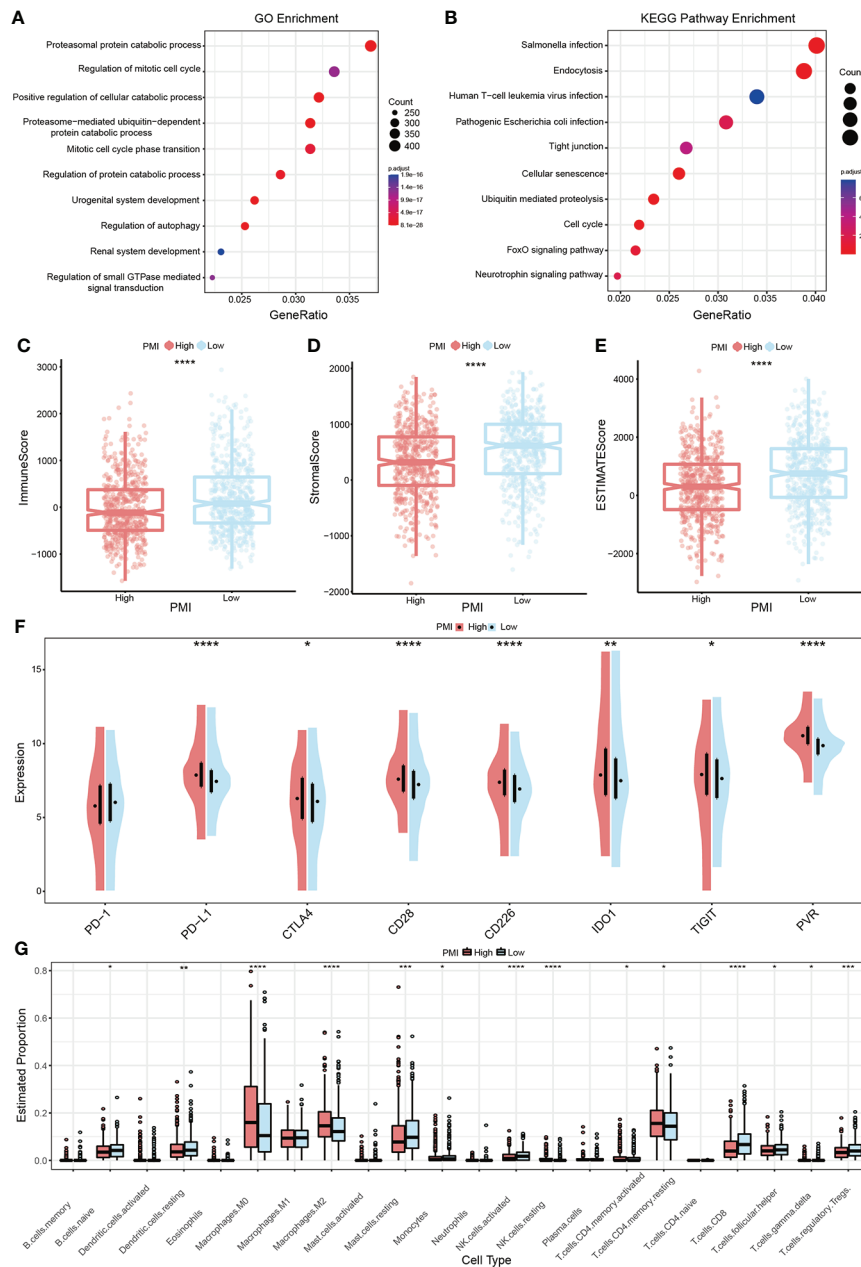 A
GO Enrichment
Proteasomal protein catabolic process
Regulation of mitotic cell cycle
Positive regulation of cellular catabolic process
Proteasome−mediated ubiquitin−dependent
protein catabolic process
Mitotic cell cycle phase transition
Regulation of protein catabolic process
Urogenital system development
Regulation of autophagy
Renal system development
Regulation of small GTPase mediated
signal transduction
0.025 0.030 0.035
GeneRatio
Count
250
300
350
400
p.adjust
1.9e−16
1.4e−16
9.9e−17
4.9e−17
8.1e−28
B
KEGG Pathway Enrichment
Salmonella infection
Endocytosis
Human T−cell leukemia virus infection
Pathogenic Escherichia coli infection
Tight junction
Cellular senescence
Ubiquitin mediated proteolysis
Cell cycle
FoxO signaling pathway
Neurotrophin signaling pathway
0.020 0.025 0.030 0.035 0.040
GeneRatio
Coun
p.adjust
6
4
2
C
PMI High Low
****
3000
2000
1000
0
−1000
ImmuneScore
High Low
PMI
D
PMI High Low
****
2000
1000
0
−1000
−2000
StromalScore
High Low
PMI
E
PMI High Low
****
4000
2000
0
−2000
ESTIMATEScore
High Low
PMI
F
PMI High Low
**** * **** **** ** * ****
15
10
5
0
Expression
PD−1 PD−L1 CTLA4 CD28 CD226 IDO1 TIGIT PVR
G
PMI High Low
* ** **** **** *** * **** **** * * **** * * ***
0.8
0.6
0.4
0.2
0.0
Estimated Proportion
B.cells.memory
B.cells.naive
Dendritic.cells.activated
Dendritic.cells.resting
Eosinophils
Macrophages.M0
Macrophages.M1
Macrophages.M2
Mast.cells.activated
Mast.cells.resting
Monocytes
Neutrophils
NK.cells.activated
NK.cells.resting
Plasma.cells
T.cells.CD4.memory.activated
T.cells.CD4.memory.resting
T.cells.CD4.naive
T.cells.CD8
T.cells.follicular.helper
T.cells.gamma.delta
T.cells.regulatory.Tregs.
Cell Type